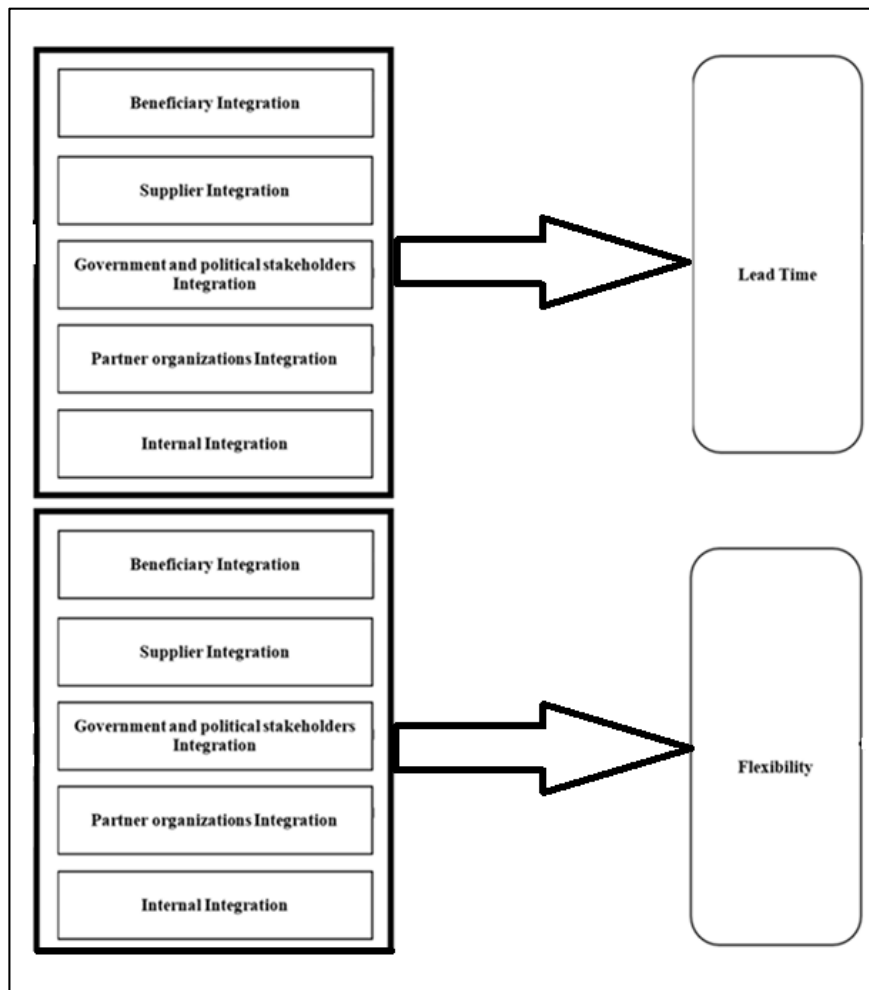 Beneficiary Integration
Supplier Integration
Government and political stakeholders
Integration
Partner organizations Integration
Internal Integration
Lead Time
Beneficiary Integration
Supplier Integration
Government and political stakeholders
Integration
Partner organizations Integration
Internal Integration
Flexibility